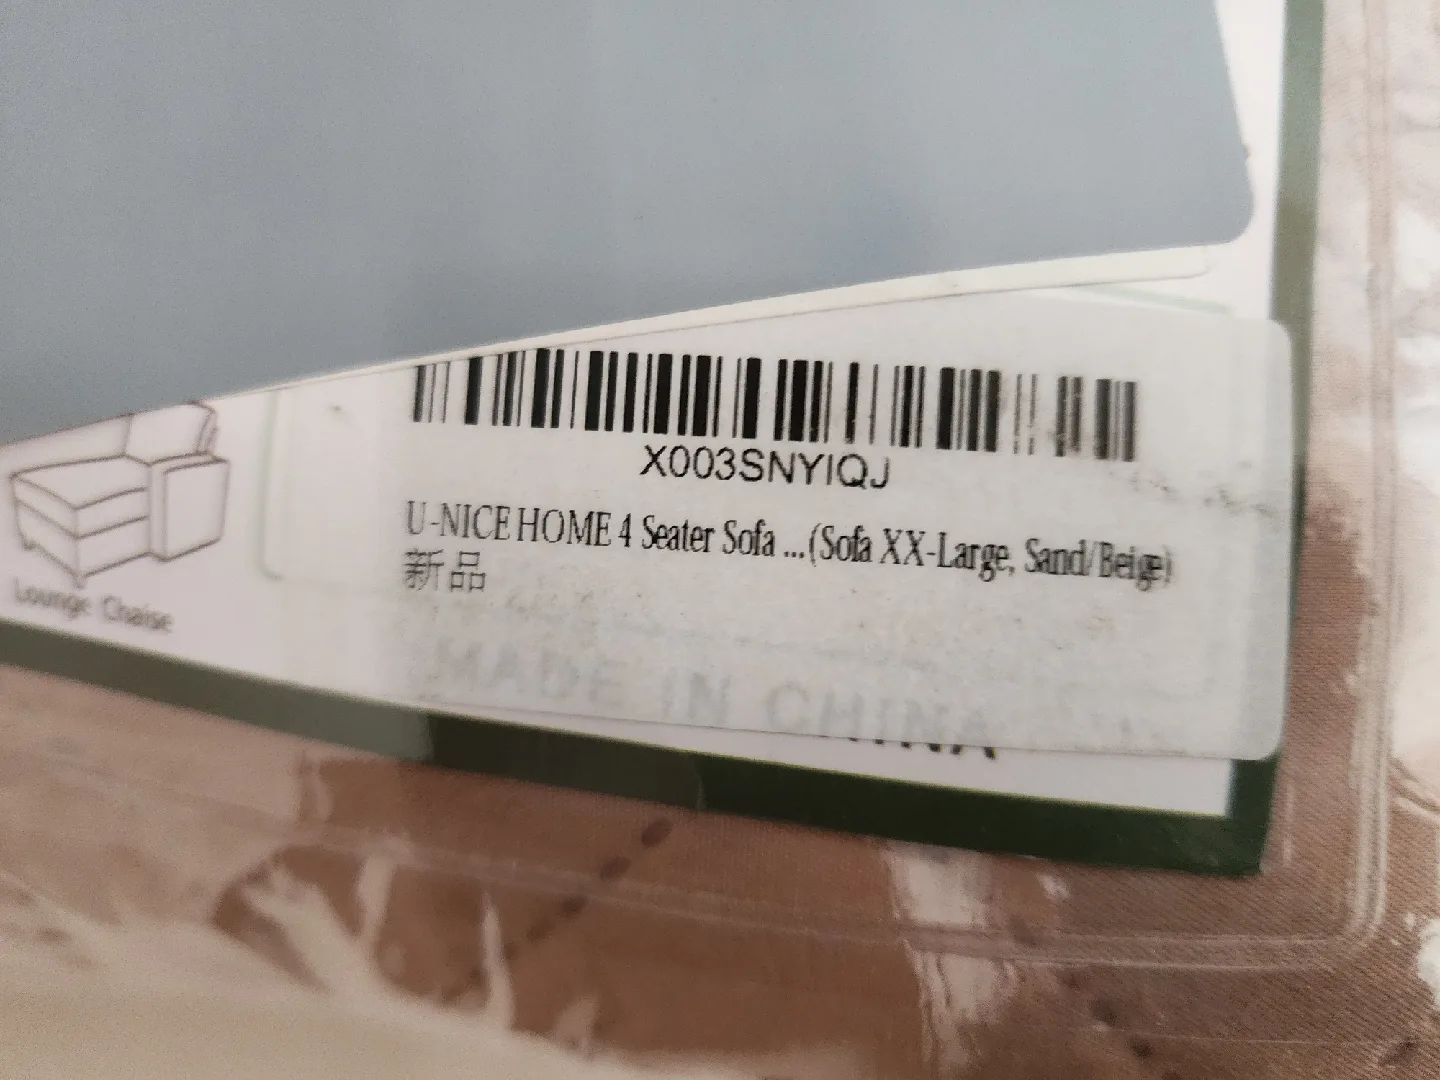 X003SNYIQJ
U-NICE HOME 4 Seater Sofa ...(Sofa XX-Large, Sand/Beige)
新品
Lounge Chaise
MADE IN CHINA